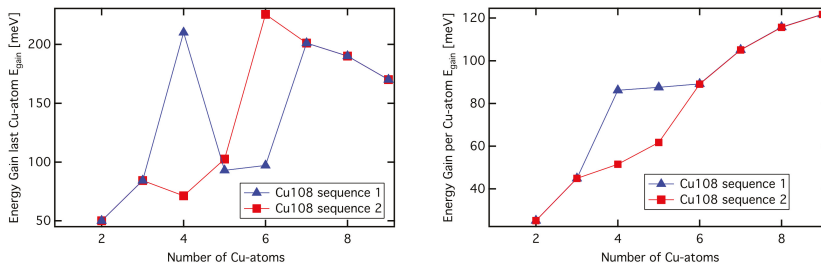 Energy Gain last Cu-atom Egain [meV]
200
150
100
50
2
4
6
8
Number of Cu-atoms
Cu108 sequence 1
Cu108 sequence 2
Energy Gain per Cu-atom Egain [meV]
120
100
80
60
40
2
4
6
8
Number of Cu-atoms
Cu108 sequence 1
Cu108 sequence 2